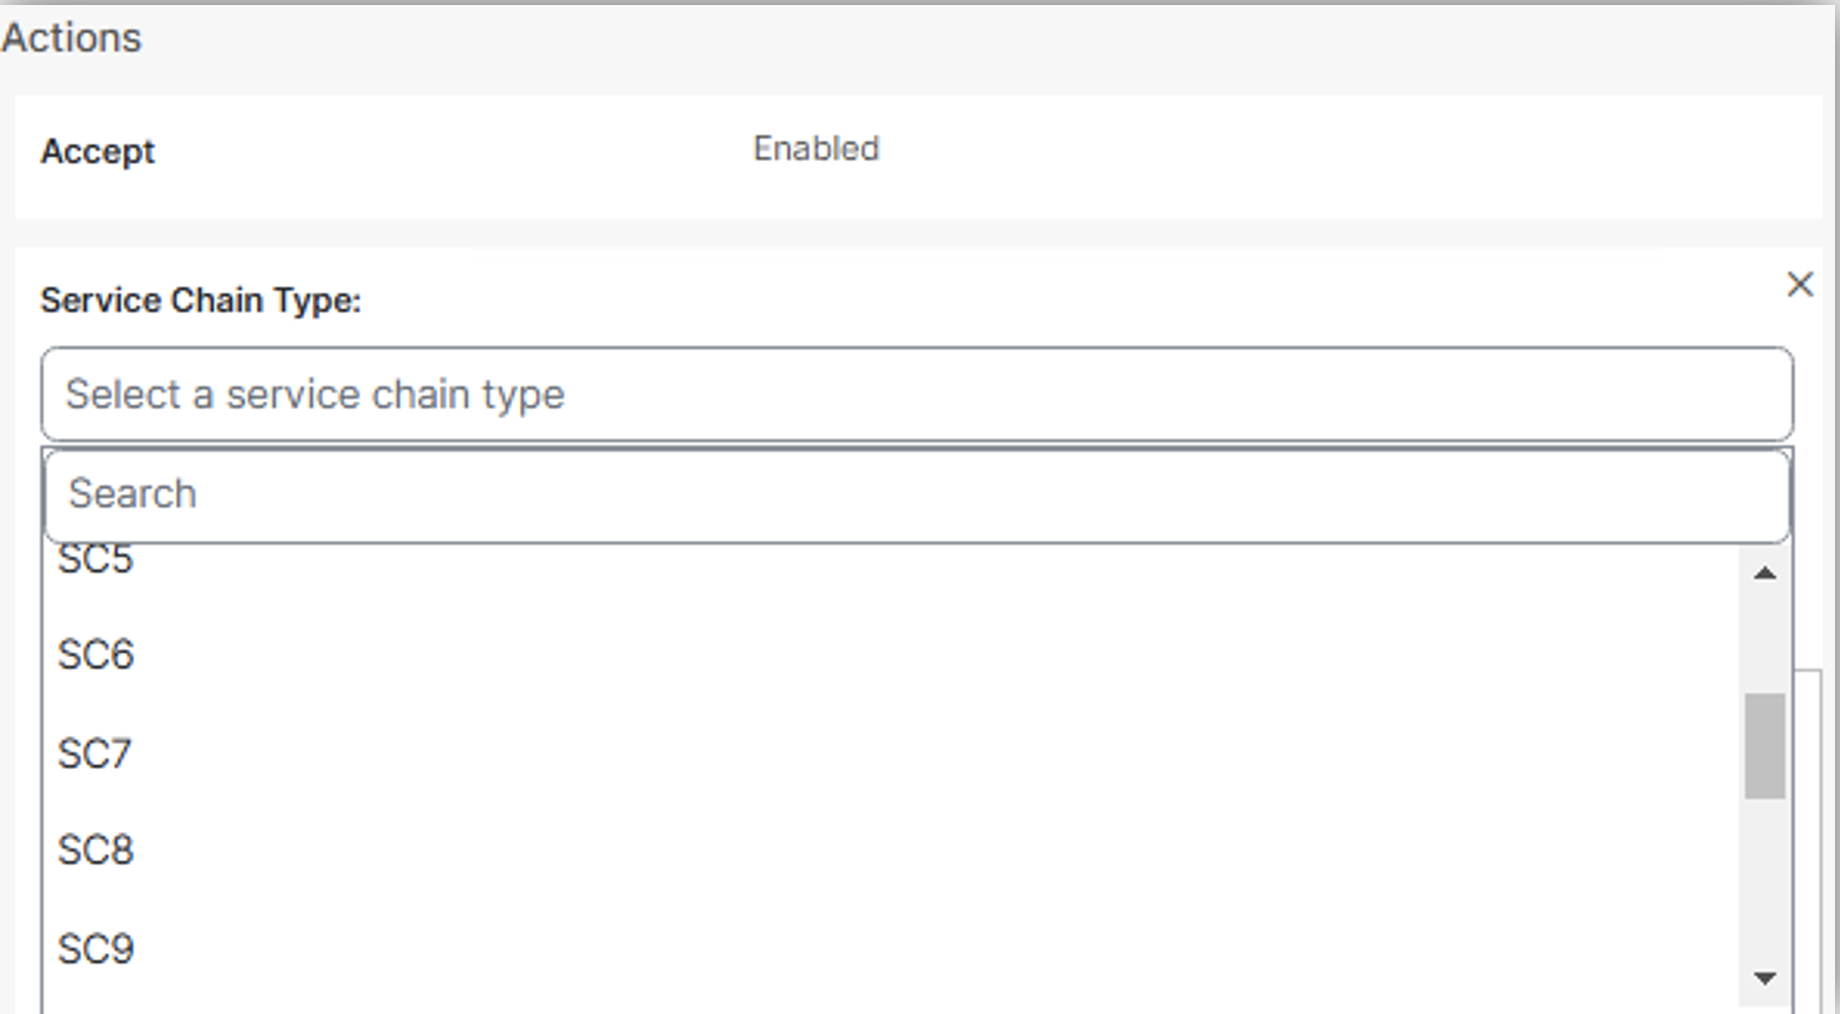 Actions
Accept Enabled
Service Chain Type:
Select a service chain type
Search
SC5
SC6
SC7
SC8
SC9